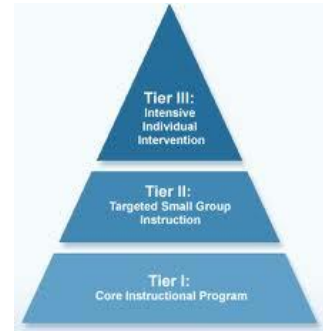 Tier III:
Intensive
Individual
Intervention
Tier II:
Targeted Small Group
Instruction
Tier I:
Core Instructional Program